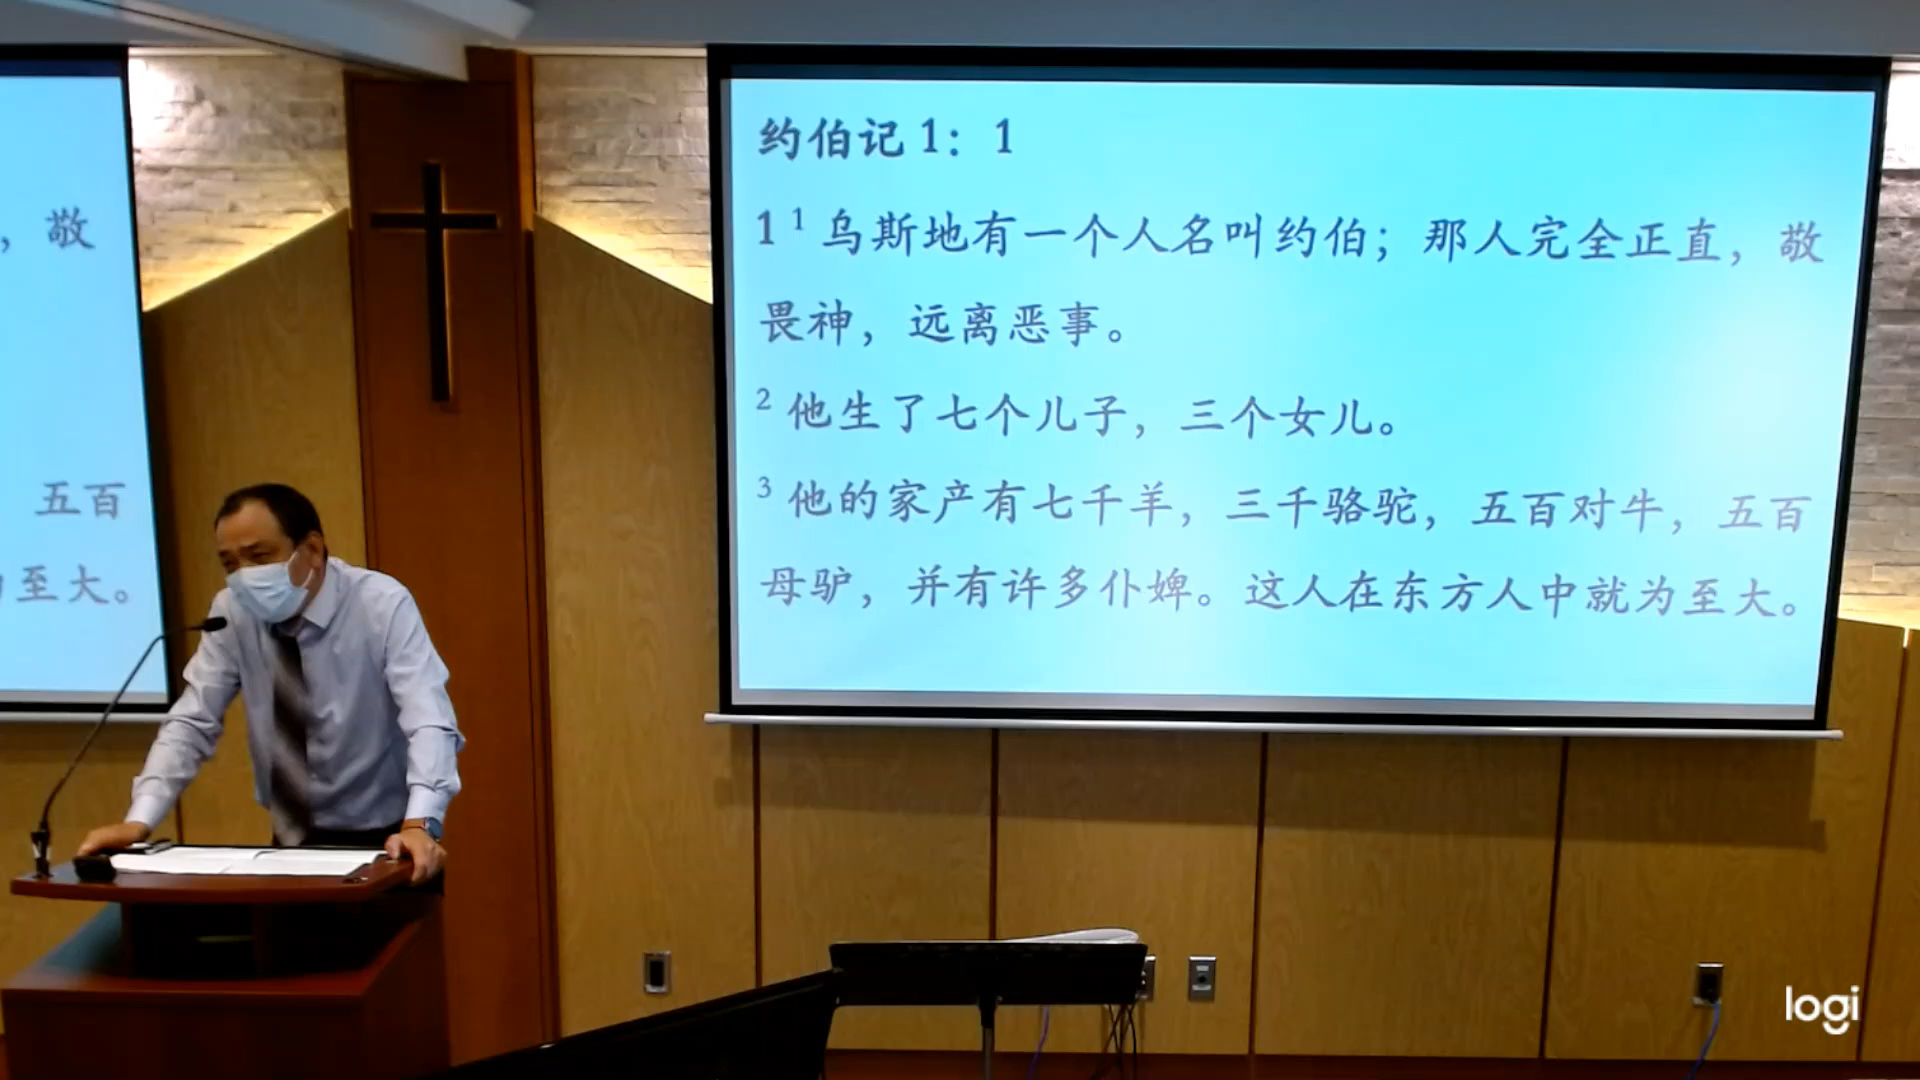 ，敬
五百
至大。
约伯记 1：1
1 1 乌斯地有一个人名叫约伯；那人完全正直，敬
畏神，远离恶事。
2 他生了七个儿子，三个女儿。
3 他的家产有七千羊，三千骆驼，五百对牛，五百
母驴，并有许多仆婢。这人在东方人中就为至大。
logi